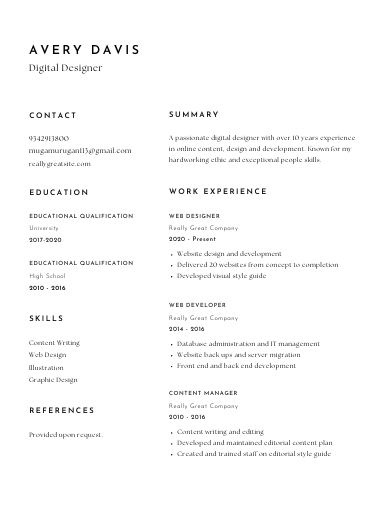 AVERY DAVIS
Digital Designer
CONTACT
9342913800
mugamurugan113@gmail.com
reallygreatsite.com
EDUCATION
EDUCATIONAL QUALIFICATION
University
2017-2020
EDUCATIONAL QUALIFICATION
High School
2010 - 2016
SKILLS
Content Writing
Web Design
Illustration
Graphic Design
REFERENCES
Provided upon request.
SUMMARY
A passionate digital designer with over 10 years experience
in online content, design and development. Known for my
hardworking ethic and exceptional people skills.
WORK EXPERIENCE
WEB DESIGNER
Really Great Company
2020 - Present
• Website design and development
• Delivered 20 websites from concept to completion
• Developed visual style guide
WEB DEVELOPER
Really Great Company
2014 - 2016
• Database administration and IT management
• Website back ups and server migration
• Front end and back end development
CONTENT MANAGER
Really Great Company
2010 - 2016
• Content writing and editing
• Developed and maintained editorial content plan
• Created and trained staff on editorial style guide